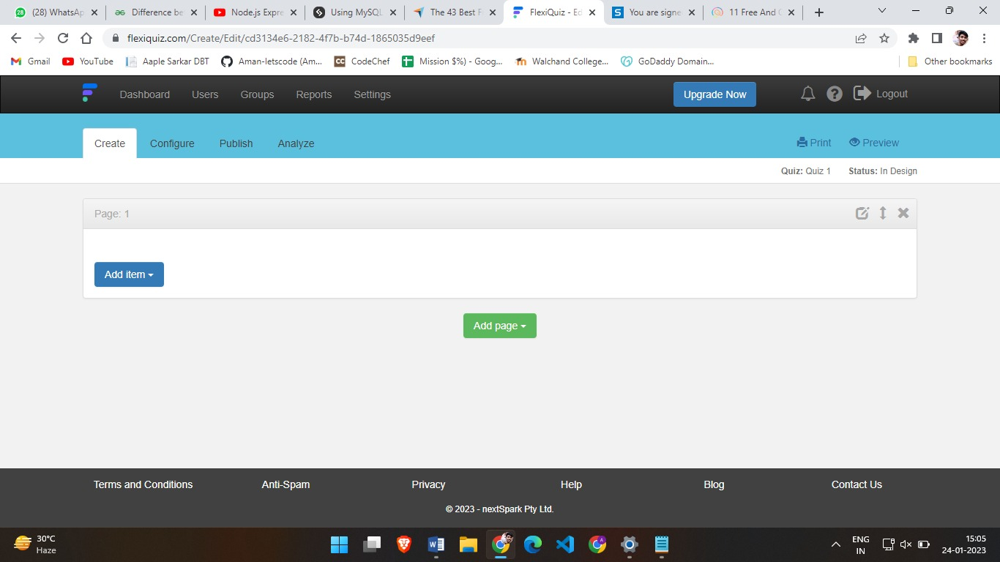 (28) WhatsAp
Difference be
Node.js Expre
Using MySQL
The 43 Best F
FlexiQuiz - Ed
You are signe
11 Free And
flexiquiz.com/Create/Edit/cd3134e6-2182-4f7b-b74d-1865035d9eef
Gmail
YouTube
Aaple Sarkar DBT
Aman-letscode (Am...
CodeChef
Mission $%) - Goog...
Walchand College...
GoDaddy Domain...
Other bookmarks
Dashboard
Users
Groups
Reports
Settings
Upgrade Now
Logout
Create
Configure
Publish
Analyze
Print
Preview
Quiz: Quiz 1
Status: In Design
Page: 1
Add item
Add page
Terms and Conditions
Anti-Spam
Privacy
Help
Blog
Contact Us
© 2023 - nextSpark Pty Ltd.
30°C
Haze
ENG
IN
15:05
24-01-2023